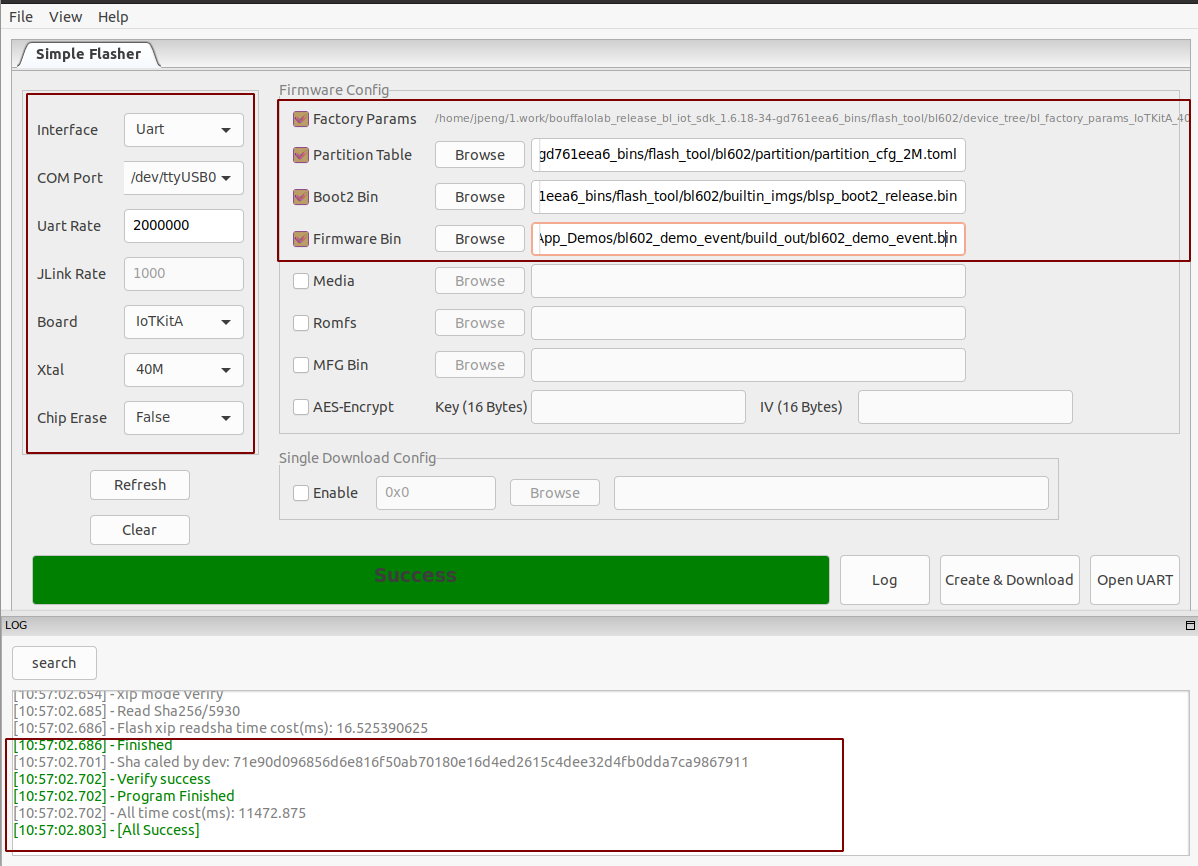 File View Help
Simple Flasher
Interface Uart
COM Port /dev/ttyUSB0
Uart Rate 2000000
JLink Rate 1000
Board IoTKitA
Xtal 40M
Chip Erase False
Refresh
Clear
Firmware Config
Factory Params /home/jpeng/1.work/bouffalolab_release_bl_iot_sdk_1.6.18-34-gd761eea6_bins/flash_tool/bl602/device_tree/bl_factory_params_IoTKitA_40
Partition Table Browse gd761eea6_bins/flash_tool/bl602/partition/partition_cfg_2M.toml
Boot2 Bin Browse 1eea6_bins/flash_tool/bl602/builtin_imgs/blsp_boot2_release.bin
Firmware Bin Browse App_Demos/bl602_demo_event/build_out/bl602_demo_event.bin
Media Browse
Romfs Browse
MFG Bin Browse
AES-Encrypt Key (16 Bytes) IV (16 Bytes)
Single Download Config
Enable 0x0 Browse
Success Log Create & Download Open UART
LOG
search
[10:57:02.654] - xip mode Verify
[10:57:02.685] - Read Sha256/5930
[10:57:02.686] - Flash xip readsha time cost(ms): 16.525390625
[10:57:02.686] - Finished
[10:57:02.701] - Sha caled by dev: 71e90d096856d6e816f50ab70180e16d4ed2615c4dee32d4fb0dda7ca9867911
[10:57:02.702] - Verify success
[10:57:02.702] - Program Finished
[10:57:02.702] - All time cost(ms): 11472.875
[10:57:02.803] - [All Success]